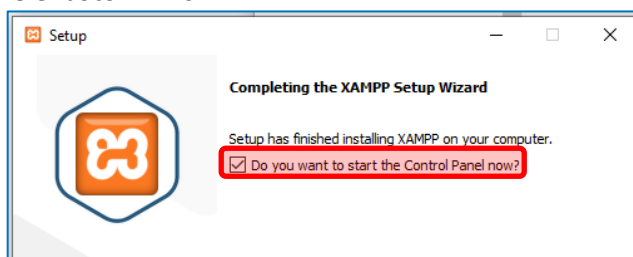 Setup
Completing the XAMPP Setup Wizard
Setup has finished installing XAMPP on your computer.
Do you want to start the Control Panel now?